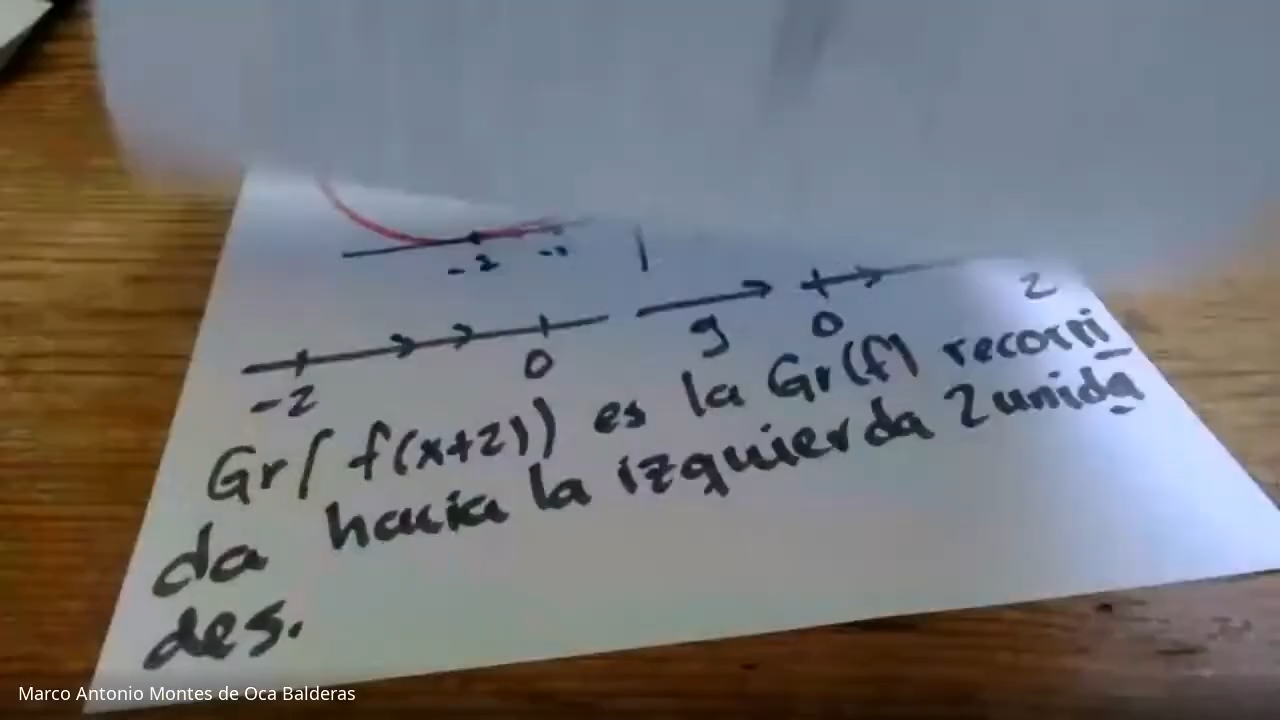 -2
-2 0 g 0 2
Gr(f(x+2)) es la Gr(f) recorri
da hacia la izquierda 2 unida
des.
Marco Antonio Montes de Oca Balderas